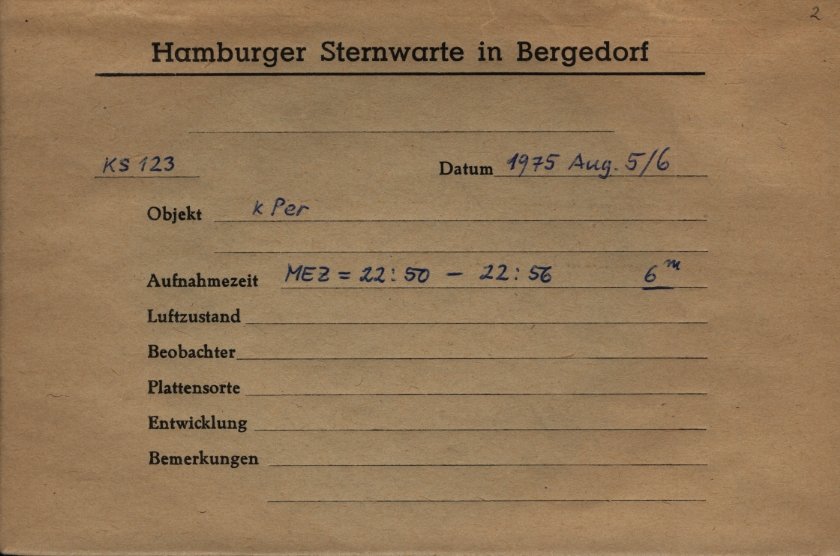 2
Hamburger Sternwarte in Bergedorf
KS 123 Datum 1975 Aug. 5/6
Objekt k Per
Aufnahmezeit MEZ = 22:50 – 22:56 6ᵐ
Luftzustand
Beobachter
Plattensorte
Entwicklung
Bemerkungen